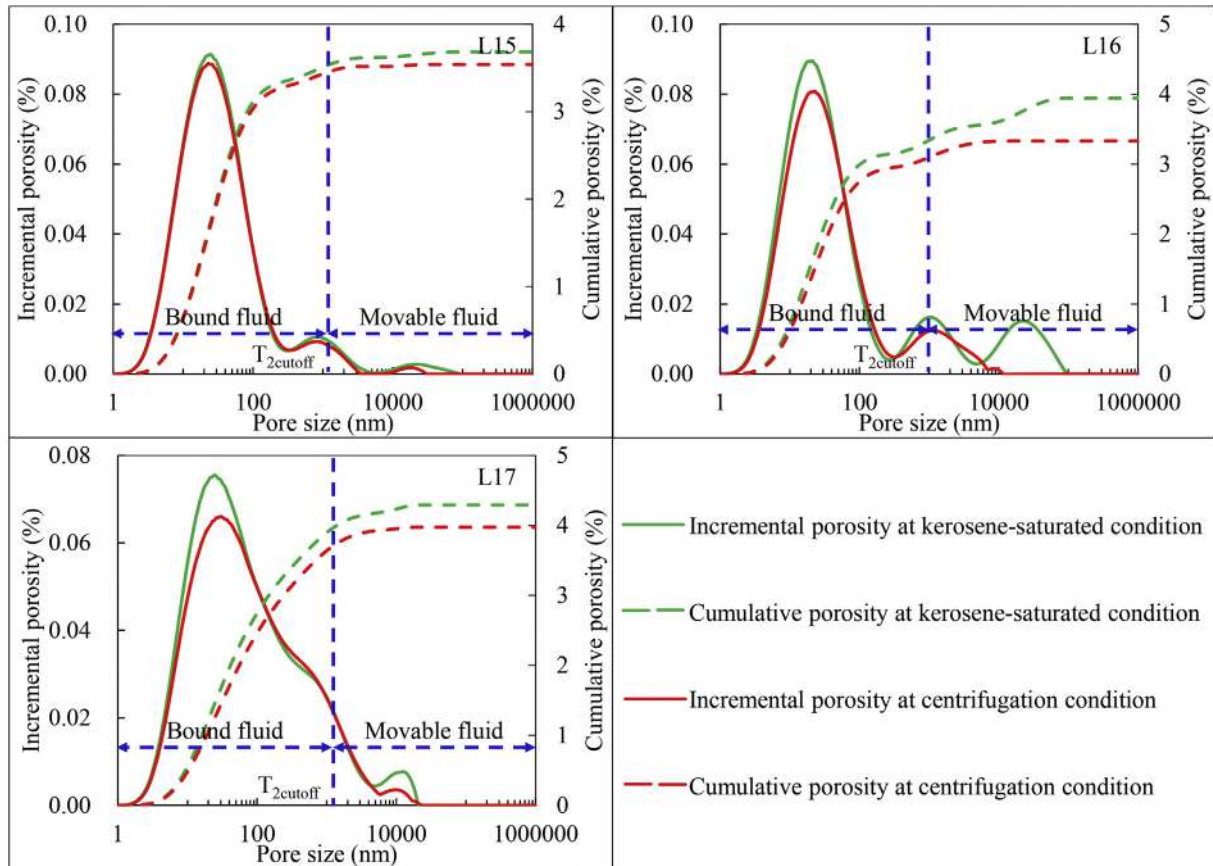 L15
Incremental porosity (%)
0.10
0.08
0.06
0.04
0.02
0.00
4
3
2
1
0
Cumulative porosity (%)
Bound fluid
Movable fluid
T2cutoff
1
100
10000
1000000
Pore size (nm)
L16
Incremental porosity (%)
0.10
0.08
0.06
0.04
0.02
0.00
5
4
3
2
1
0
Cumulative porosity (%)
Bound fluid
Movable fluid
T2cutoff
1
100
10000
1000000
Pore size (nm)
L17
Incremental porosity (%)
0.08
0.06
0.04
0.02
0.00
5
4
3
2
1
0
Cumulative porosity (%)
Bound fluid
Movable fluid
T2cutoff
1
100
10000
1000000
Pore size (nm)
Incremental porosity at kerosene-saturated condition
Cumulative porosity at kerosene-saturated condition
Incremental porosity at centrifugation condition
Cumulative porosity at centrifugation condition